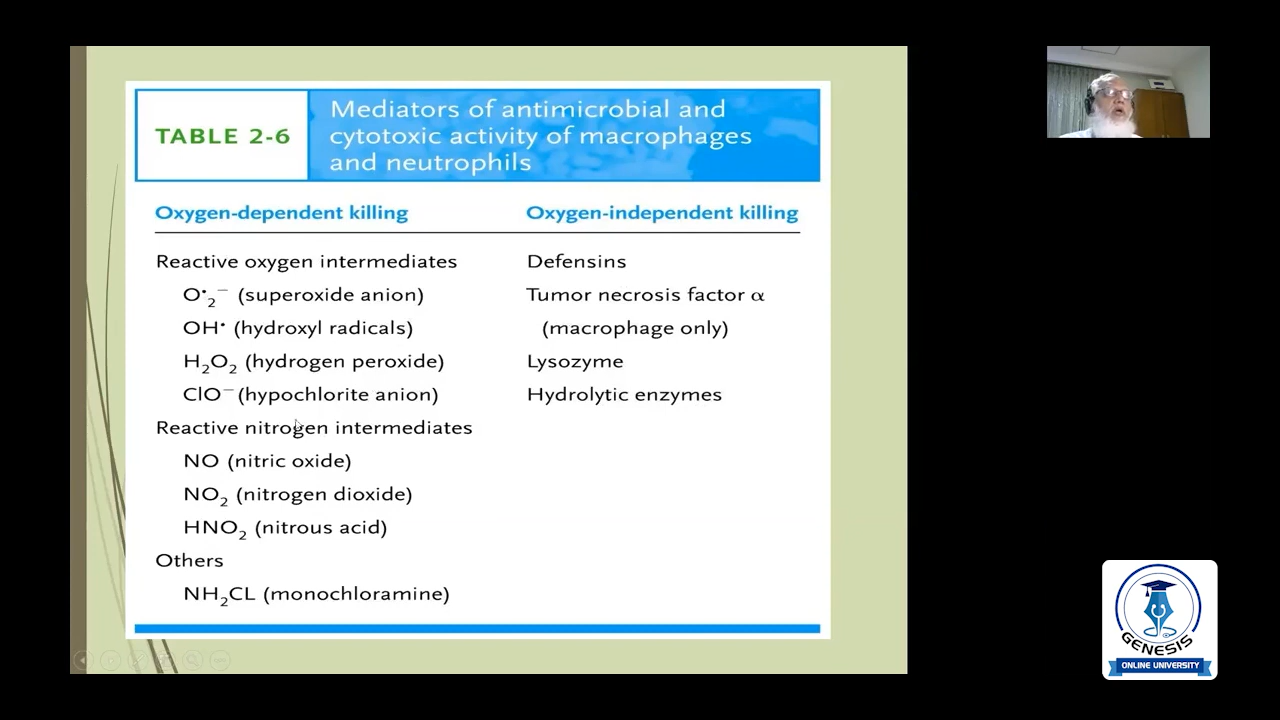 TABLE 2-6
Mediators of antimicrobial and
cytotoxic activity of macrophages
and neutrophils
Oxygen-dependent killing
Oxygen-independent killing
Reactive oxygen intermediates
O•₂⁻ (superoxide anion)
OH• (hydroxyl radicals)
H₂O₂ (hydrogen peroxide)
ClO⁻ (hypochlorite anion)
Reactive nitrogen intermediates
NO (nitric oxide)
NO₂ (nitrogen dioxide)
HNO₂ (nitrous acid)
Others
NH₂CL (monochloramine)
Defensins
Tumor necrosis factor α
(macrophage only)
Lysozyme
Hydrolytic enzymes
GENESIS
ONLINE UNIVERSITY